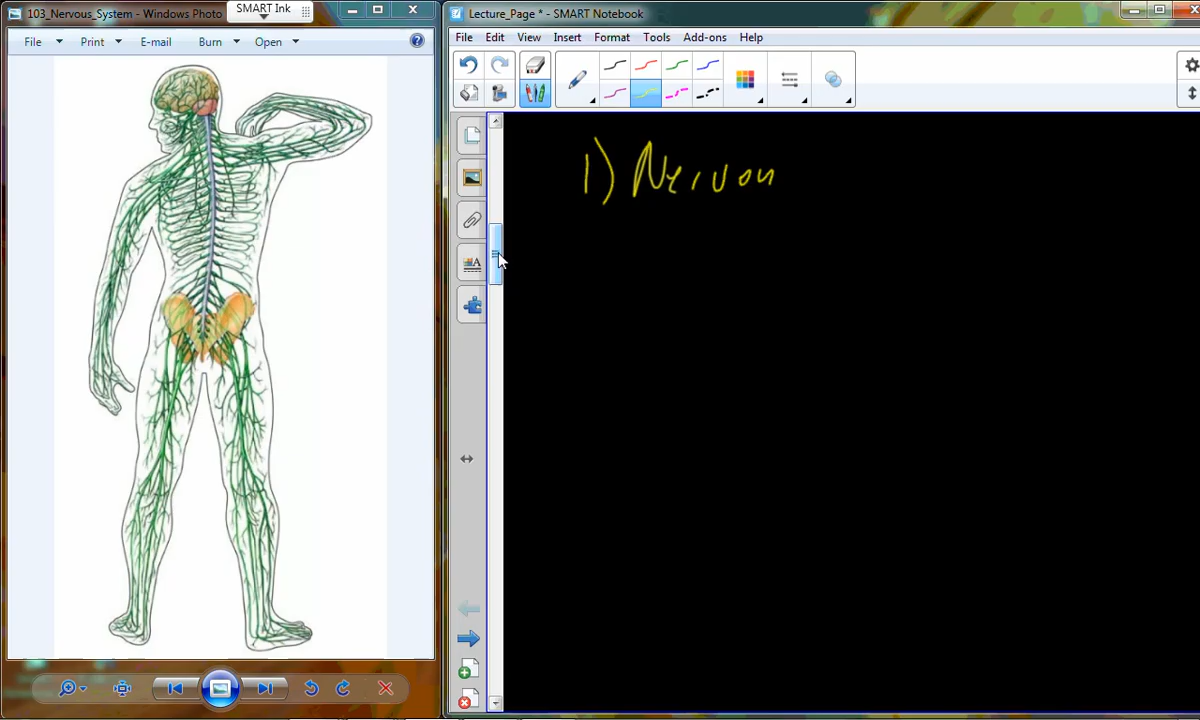 103_Nervous_System - Windows Photo
SMART Ink
File Print E-mail Burn Open
Lecture_Page * - SMART Notebook
File Edit View Insert Format Tools Add-ons Help
1) Nervou